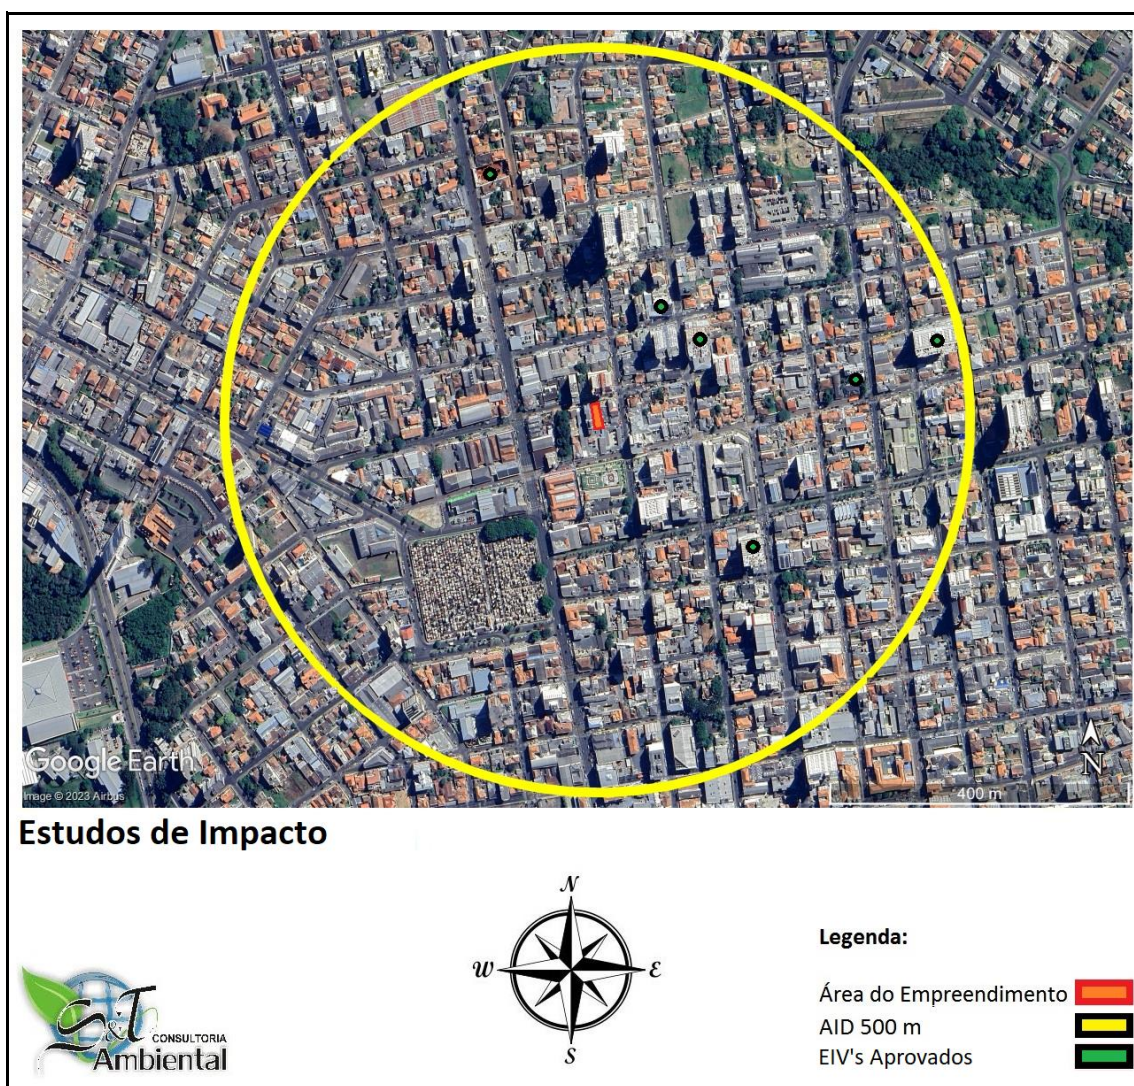 Google Earth
Image © 2023 Airbus
N
400 m
Estudos de Impacto
N
W
E
S
Legenda:
Área do Empreendimento
AID 500 m
EIV's Aprovados
S&T
CONSULTORIA
Ambiental